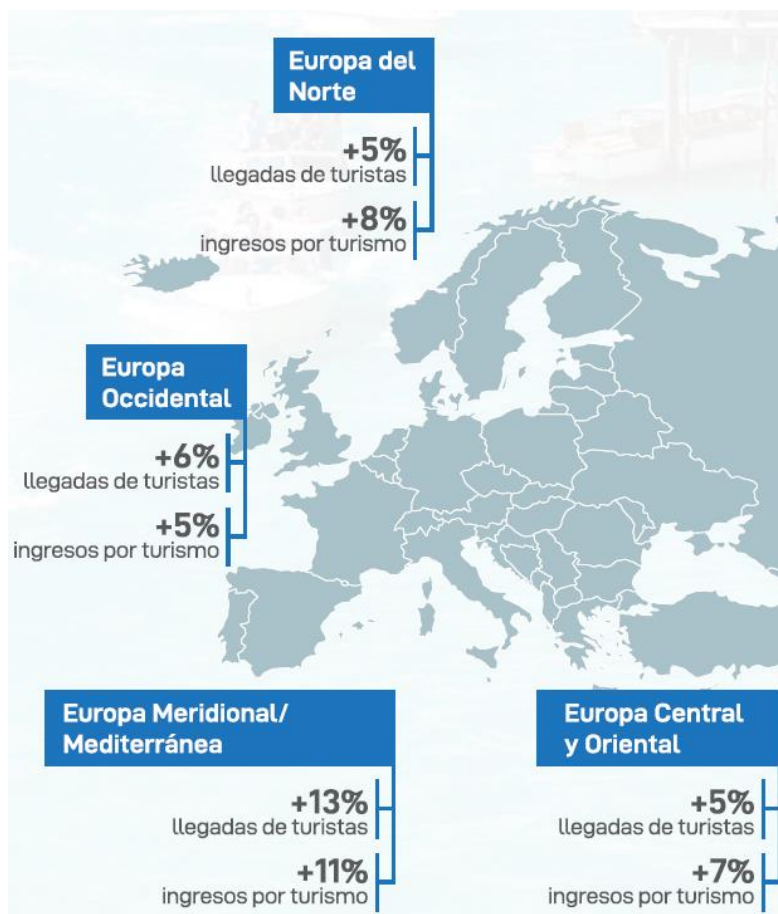 Europa del
Norte
+5%
llegadas de turistas
+8%
ingresos por turismo
Europa
Occidental
+6%
llegadas de turistas
+5%
ingresos por turismo
Europa Meridional/
Mediterránea
+13%
llegadas de turistas
+11%
ingresos por turismo
Europa Central
y Oriental
+5%
llegadas de turistas
+7%
ingresos por turismo